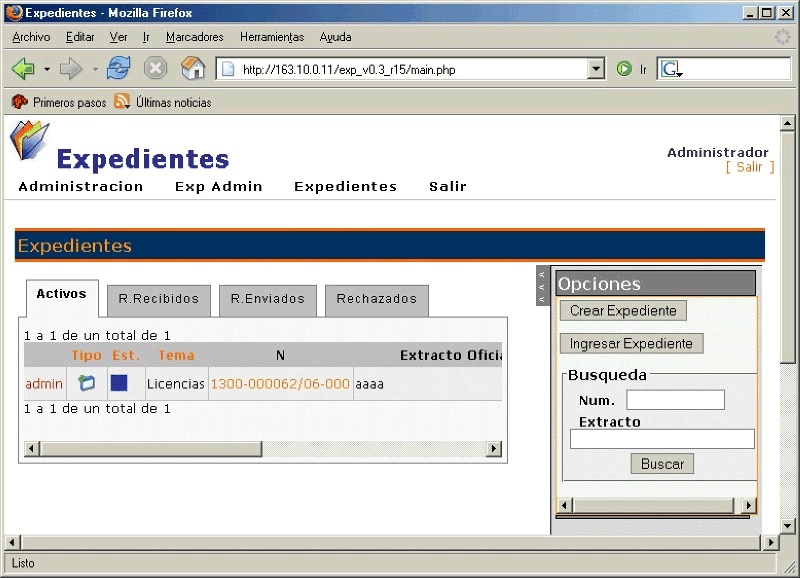 Expedientes - Mozilla Firefox
Archivo Editar Ver Ir Marcadores Herramientas Ayuda
http://163.10.0.11/exp_v0.3_r15/main.php Ir G
Primeros pasos Últimas noticias
Expedientes
Administrador
[ Salir ]
Administracion Exp Admin Expedientes Salir
Expedientes
Activos R.Recibidos R.Enviados Rechazados
1 a 1 de un total de 1
Tipo Est. Tema N Extracto Oficia
admin Licencias 1300-000062/06-000 aaaa
1 a 1 de un total de 1
Opciones
Crear Expediente
Ingresar Expediente
Busqueda
Num.
Extracto
Buscar
Listo